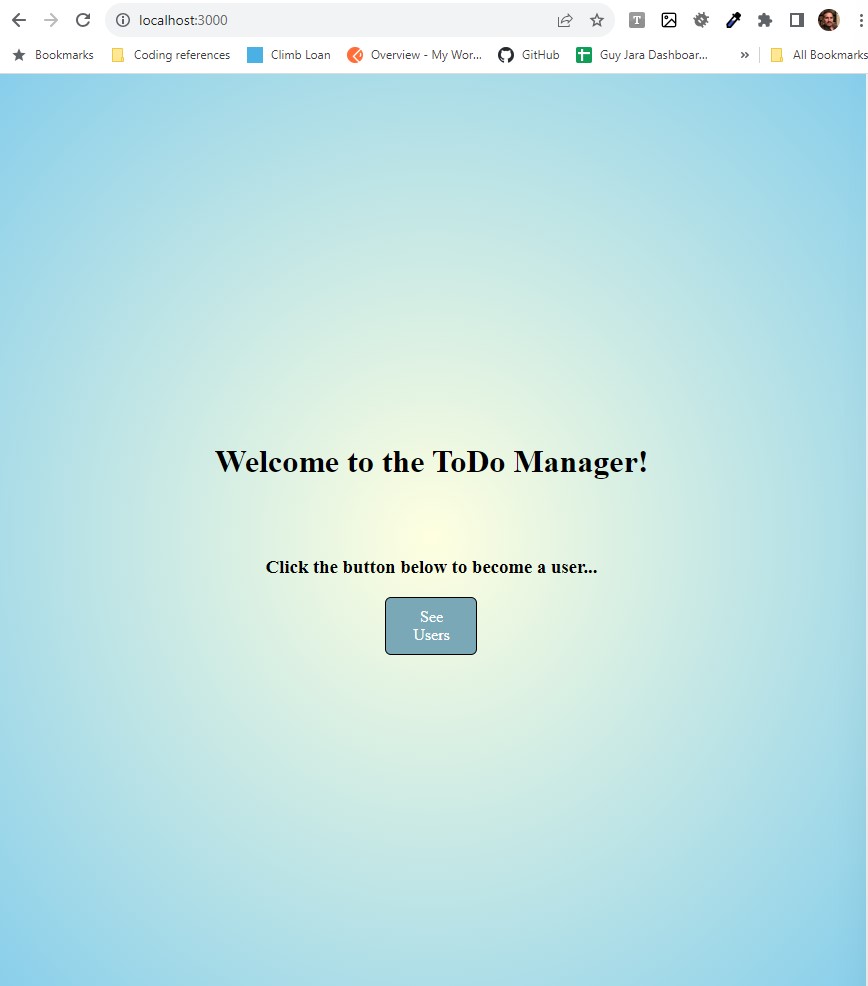 localhost:3000
T
Bookmarks Coding references Climb Loan Overview - My Wor... GitHub Guy Jara Dashboar... » All Bookmarks
Welcome to the ToDo Manager!
Click the button below to become a user...
See
Users